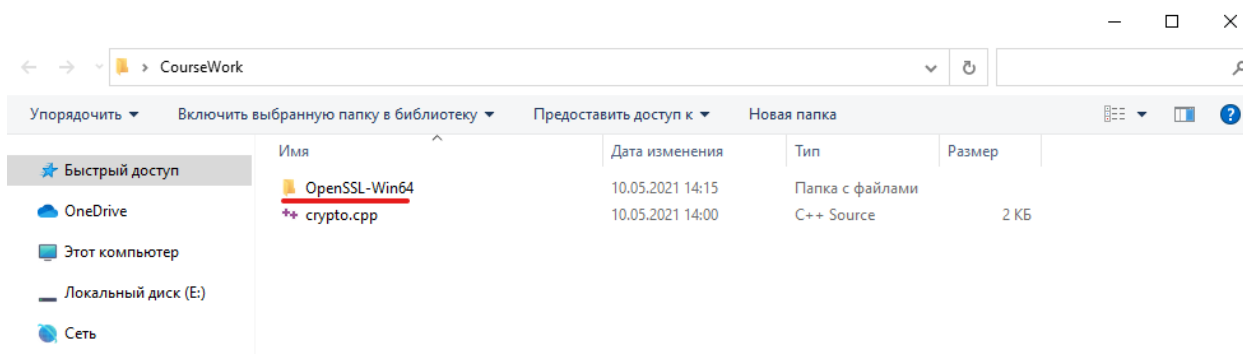 CourseWork
Упорядочить Включить выбранную папку в библиотеку Предоставить доступ к Новая папка
Имя Дата изменения Тип Размер
Быстрый доступ
OpenSSL-Win64 10.05.2021 14:15 Папка с файлами
OneDrive
crypto.cpp 10.05.2021 14:00 C++ Source 2 КБ
Этот компьютер
Локальный диск (E:)
Сеть